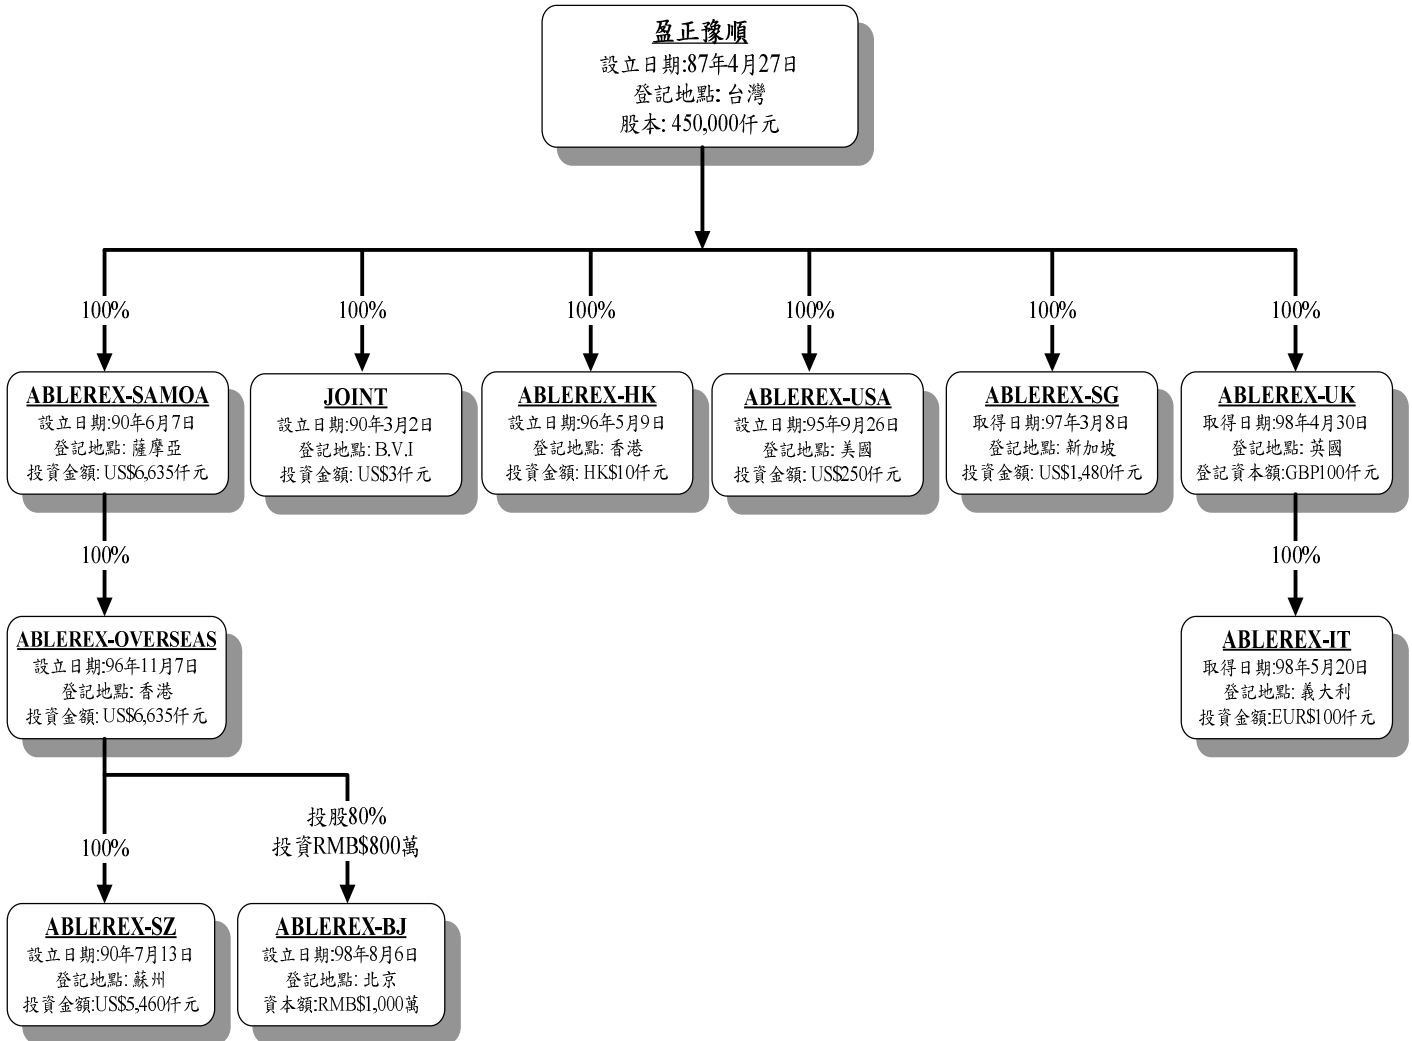 盈正豫順
設立日期:87年4月27日
登記地點: 台灣
股本: 450,000仟元
100%
100%
100%
100%
100%
100%
ABLEREX-SAMOA
設立日期:90年6月7日
登記地點: 薩摩亞
投資金額: US$6,635仟元
JOINT
設立日期:90年3月2日
登記地點: B.V.I
投資金額: US$3仟元
ABLEREX-HK
設立日期:96年5月9日
登記地點: 香港
投資金額: HK$10仟元
ABLEREX-USA
設立日期:95年9月26日
登記地點: 美國
投資金額: US$250仟元
ABLEREX-SG
取得日期:97年3月8日
登記地點: 新加坡
投資金額: US$1,480仟元
ABLEREX-UK
取得日期:98年4月30日
登記地點: 英國
登記資本額:GBP100仟元
100%
100%
ABLEREX-OVERSEAS
設立日期:96年11月7日
登記地點: 香港
投資金額: US$6,635仟元
ABLEREX-IT
取得日期:98年5月20日
登記地點: 義大利
投資金額:EUR$100仟元
100%
投股80%
投資RMB$800萬
ABLEREX-SZ
設立日期:90年7月13日
登記地點: 蘇州
投資金額:US$5,460仟元
ABLEREX-BJ
設立日期:98年8月6日
登記地點: 北京
資本額:RMB$1,000萬